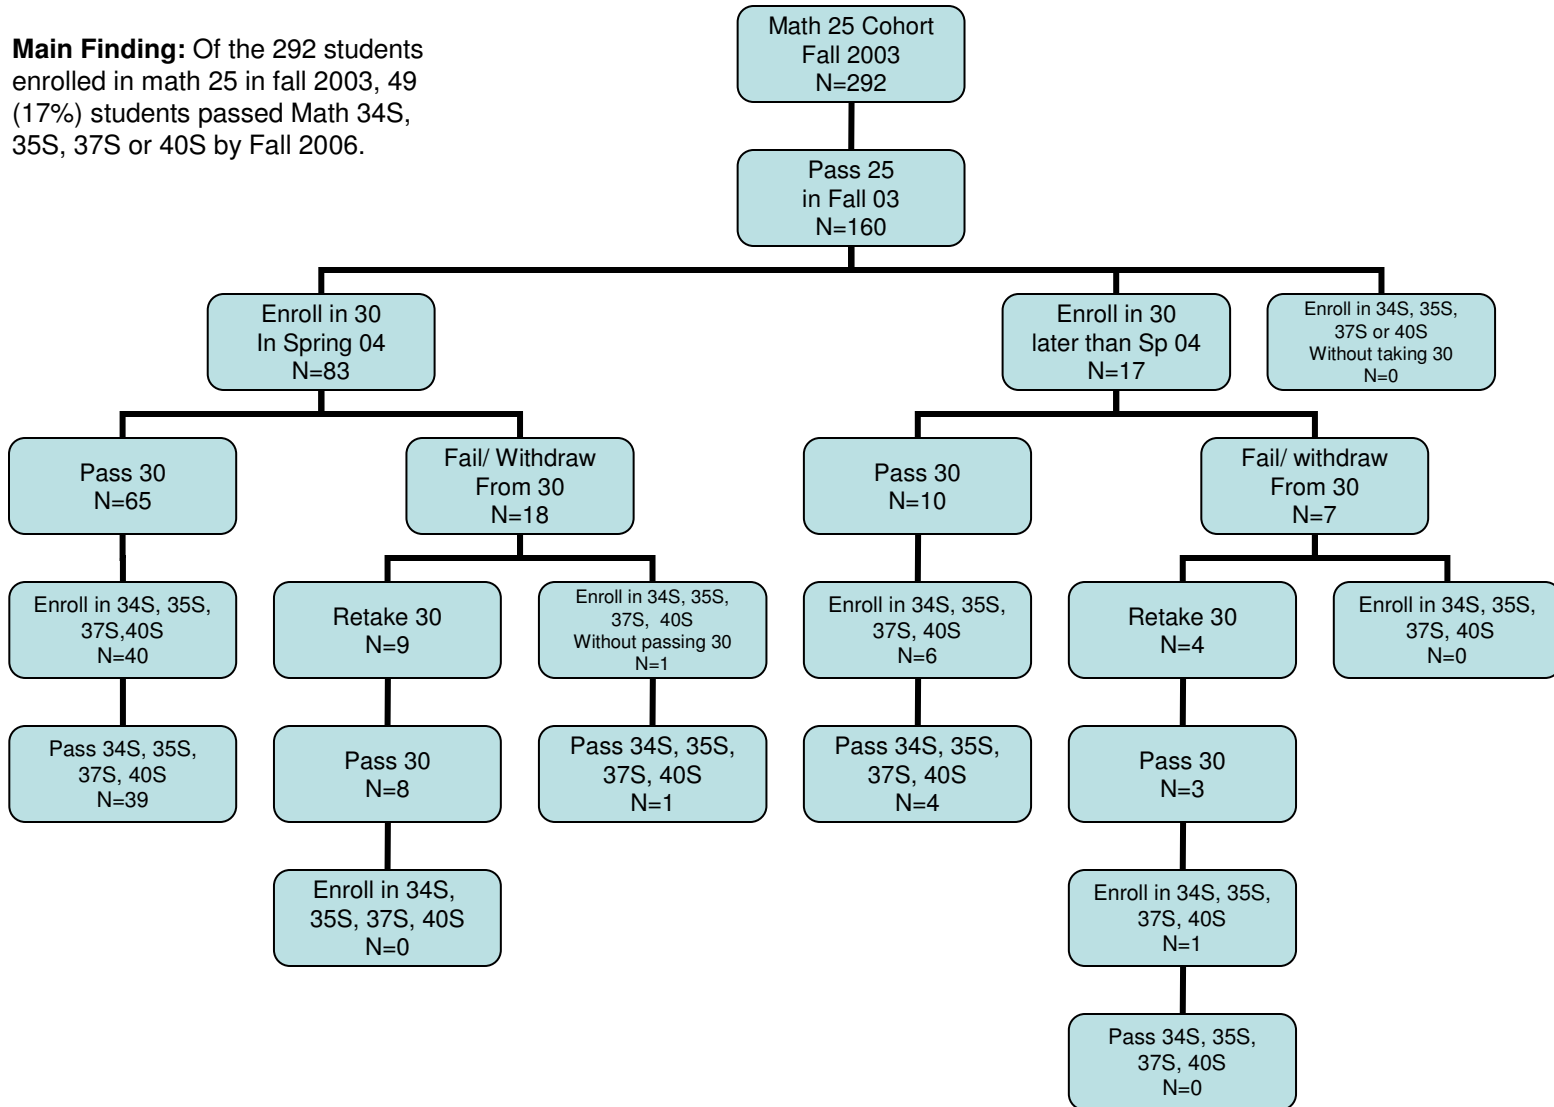 Main Finding: Of the 292 students
enrolled in math 25 in fall 2003, 49
(17%) students passed Math 34S,
35S, 37S or 40S by Fall 2006.
Math 25 Cohort
Fall 2003
N=292
Pass 25
in Fall 03
N=160
Enroll in 30
In Spring 04
N=83
Enroll in 30
later than Sp 04
N=17
Enroll in 34S, 35S,
37S or 40S
Without taking 30
N=0
Pass 30
N=65
Fail/ Withdraw
From 30
N=18
Pass 30
N=10
Fail/ withdraw
From 30
N=7
Enroll in 34S, 35S,
37S,40S
N=40
Retake 30
N=9
Enroll in 34S, 35S,
37S, 40S
Without passing 30
N=1
Enroll in 34S, 35S,
37S, 40S
N=6
Retake 30
N=4
Enroll in 34S, 35S,
37S, 40S
N=0
Pass 34S, 35S,
37S, 40S
N=39
Pass 30
N=8
Pass 34S, 35S,
37S, 40S
N=1
Pass 34S, 35S,
37S, 40S
N=4
Pass 30
N=3
Enroll in 34S,
35S, 37S, 40S
N=0
Enroll in 34S, 35S,
37S, 40S
N=1
Pass 34S, 35S,
37S, 40S
N=0